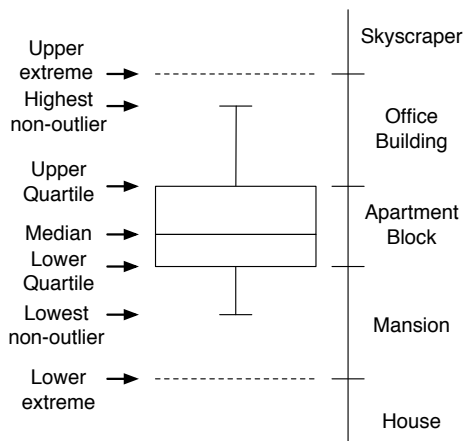 Upper
extreme
Highest
non-outlier
Upper
Quartile
Median
Lower
Quartile
Lowest
non-outlier
Lower
extreme
Skyscraper
Office
Building
Apartment
Block
Mansion
House